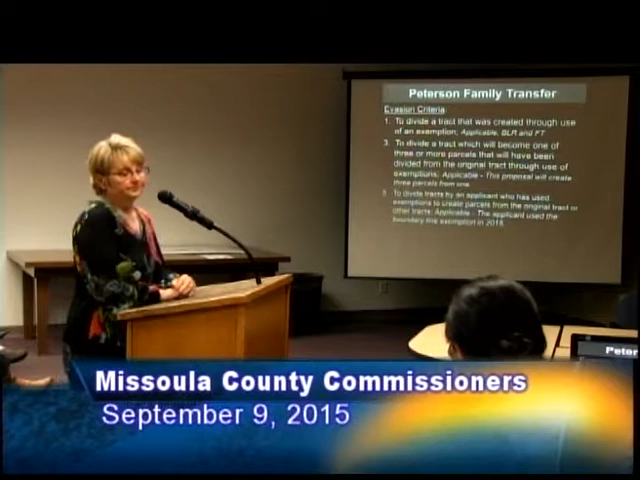 Peterson Family Transfer
Evasion Criteria:
1. To divide a tract that was created through use
of an exemption; Applicable, BLR and FT
3. To divide a tract which will become one of
three or more parcels that will have been
divided from the original tract through use of
exemptions; Applicable - This proposal will create
three parcels from one.
To divide tracts by an applicant who has used
exemptions to create parcels from the original tract or
other tracts; Applicable - The applicant used the
boundary line exemption in
Peter
Missoula County Commissioners
September 9, 2015